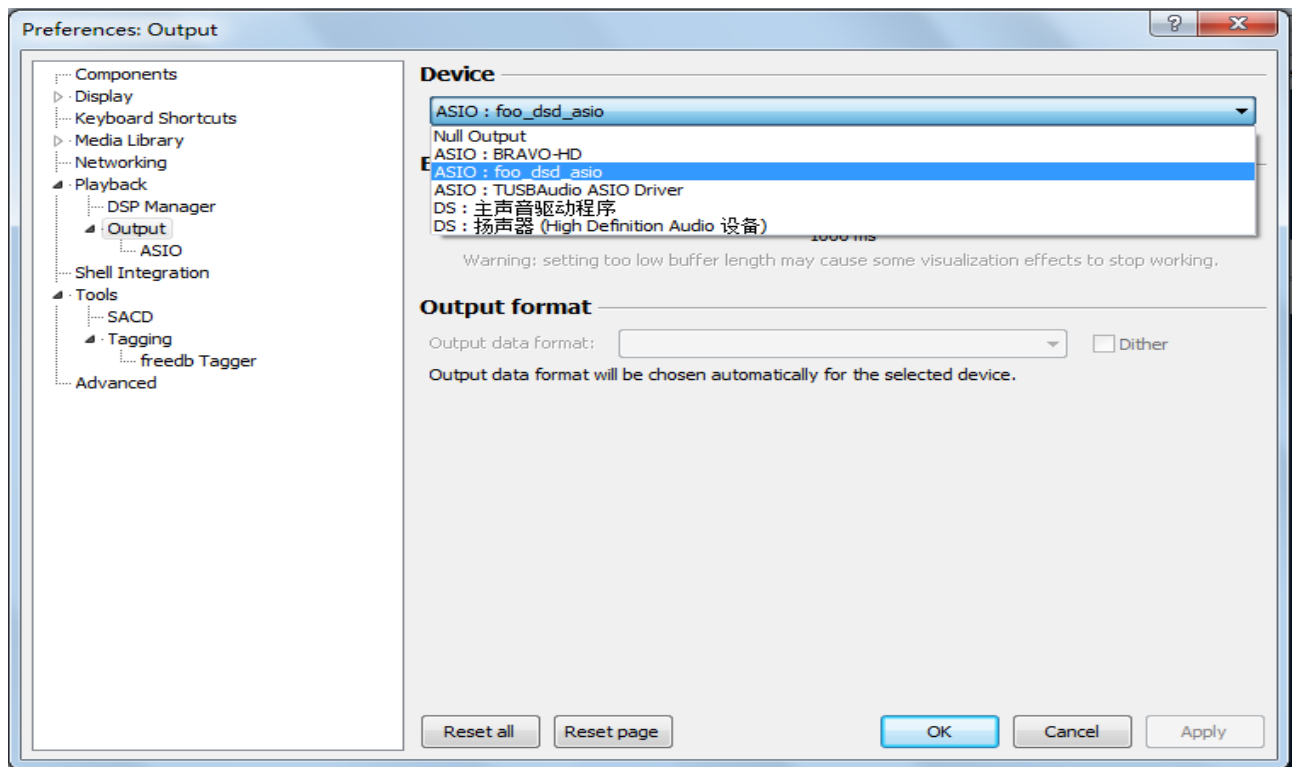 Preferences: Output
Components
Display
Keyboard Shortcuts
Media Library
Networking
Playback
DSP Manager
Output
ASIO
Shell Integration
Tools
SACD
Tagging
freedb Tagger
Advanced
Device
ASIO : foo_dsd_asio
Null Output
ASIO : BRAVO-HD
ASIO : foo_dsd_asio
ASIO : TUSBAudio ASIO Driver
DS : 主声音驱动程序
DS : 扬声器 (High Definition Audio 设备)
1000 ms
Warning: setting too low buffer length may cause some visualization effects to stop working.
Output format
Output data format:
Dither
Output data format will be chosen automatically for the selected device.
Reset all
Reset page
OK
Cancel
Apply